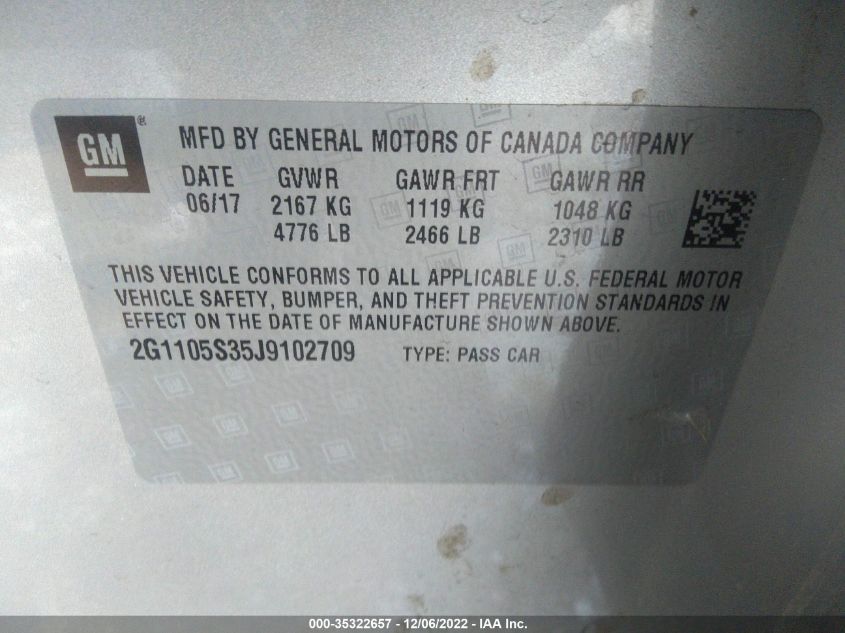 GM ®
MFD BY GENERAL MOTORS OF CANADA COMPANY
DATE GVWR GAWR FRT GAWR RR
06/17 2167 KG 1119 KG 1048 KG
4776 LB 2466 LB 2310 LB
THIS VEHICLE CONFORMS TO ALL APPLICABLE U.S. FEDERAL MOTOR
VEHICLE SAFETY, BUMPER, AND THEFT PREVENTION STANDARDS IN
EFFECT ON THE DATE OF MANUFACTURE SHOWN ABOVE.
2G1105S35J9102709 TYPE: PASS CAR
000-35322657 - 12/06/2022 - IAA Inc.